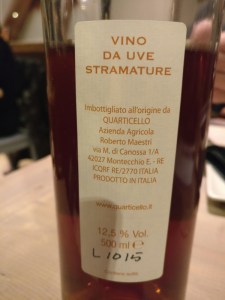 VINO
DA UVE
STRAMATURE
Imbottigliato all'origine da
QUARTICELLO
Azienda Agricola
Roberto Maestri
via M. di Canossa 1/A
42027 Montecchio E. - RE
ICQRF RE/2770 ITALIA
PRODOTTO IN ITALIA
www.quarticello.it
12,5 % Vol.
500 ml e
L1015